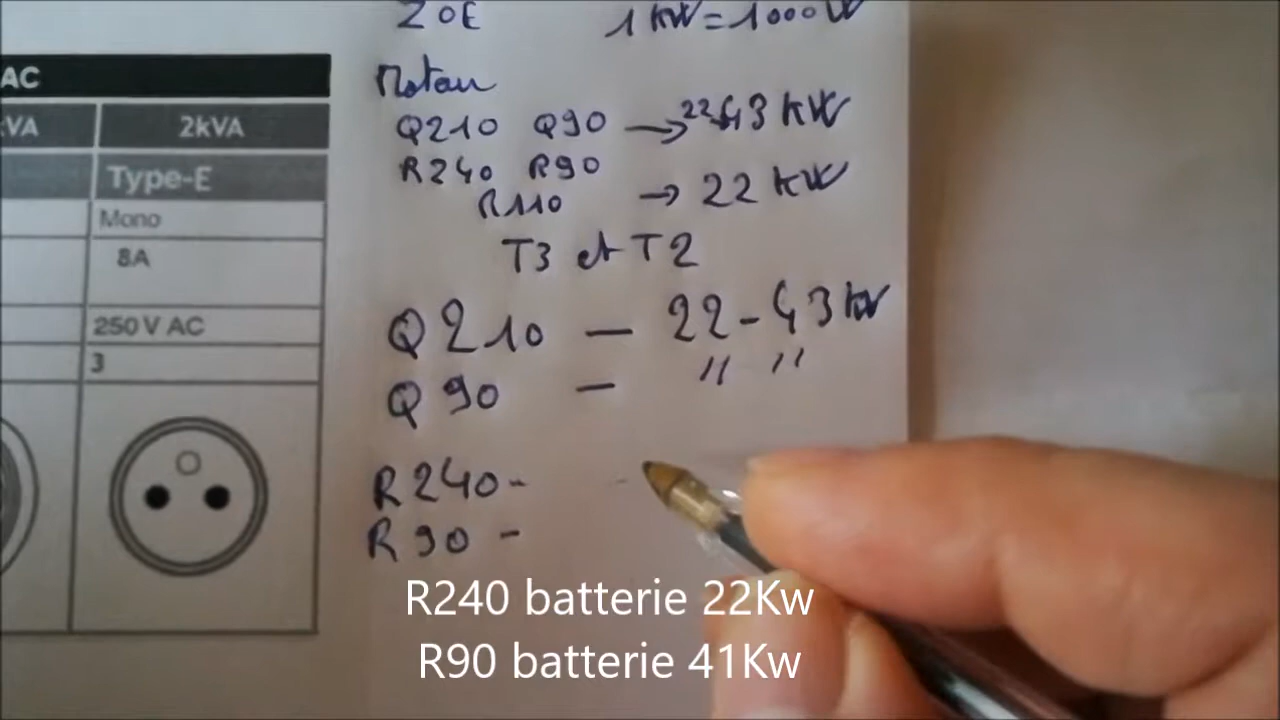 AC
VA
2kVA
Type-E
Mono
8A
250 V AC
3
ZOE 1 KW = 1000 W
Q210 Q90 → 22 43 KW
R240 R90
R110 → 22 KW
T3 et T2
Q210 — 22-43 KW
Q90 — " "
R240-
R90 -
R240 batterie 22Kw
R90 batterie 41Kw